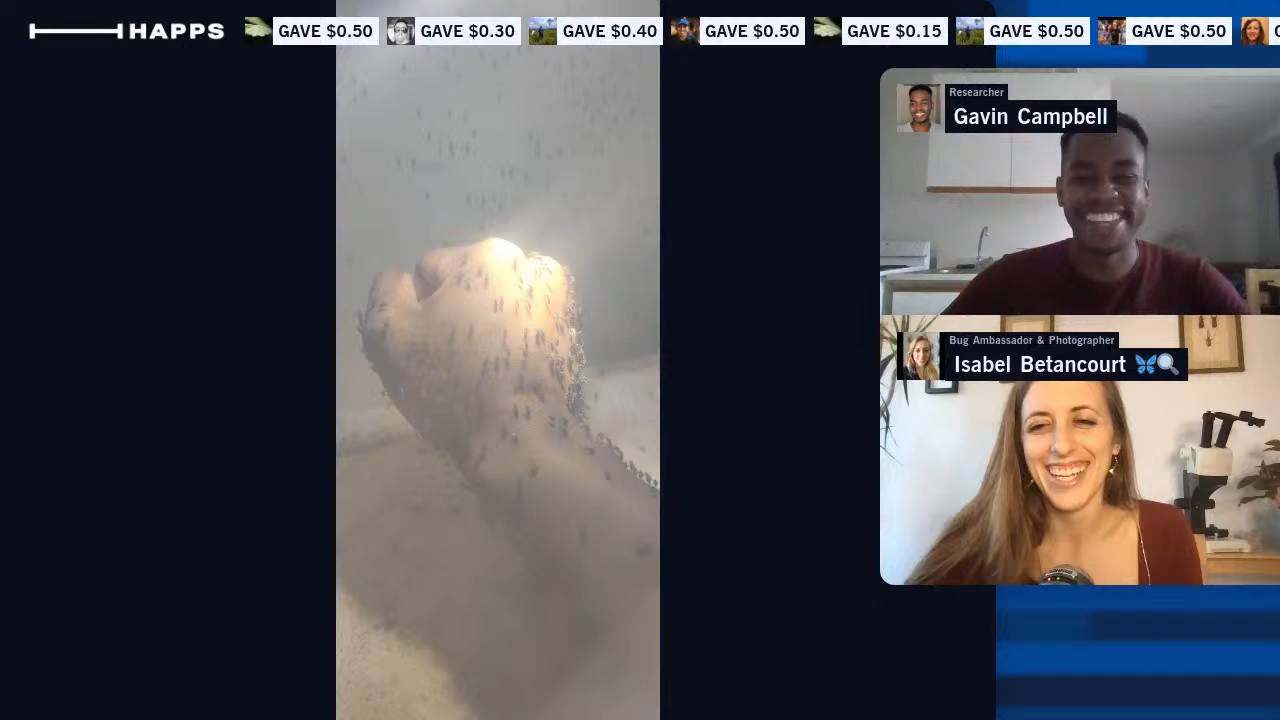 HAPPS
GAVE $0.50
GAVE $0.30
GAVE $0.40
GAVE $0.50
GAVE $0.15
GAVE $0.50
GAVE $0.50
Researcher
Gavin Campbell
Bug Ambassador & Photographer
Isabel Betancourt 🦋🔍